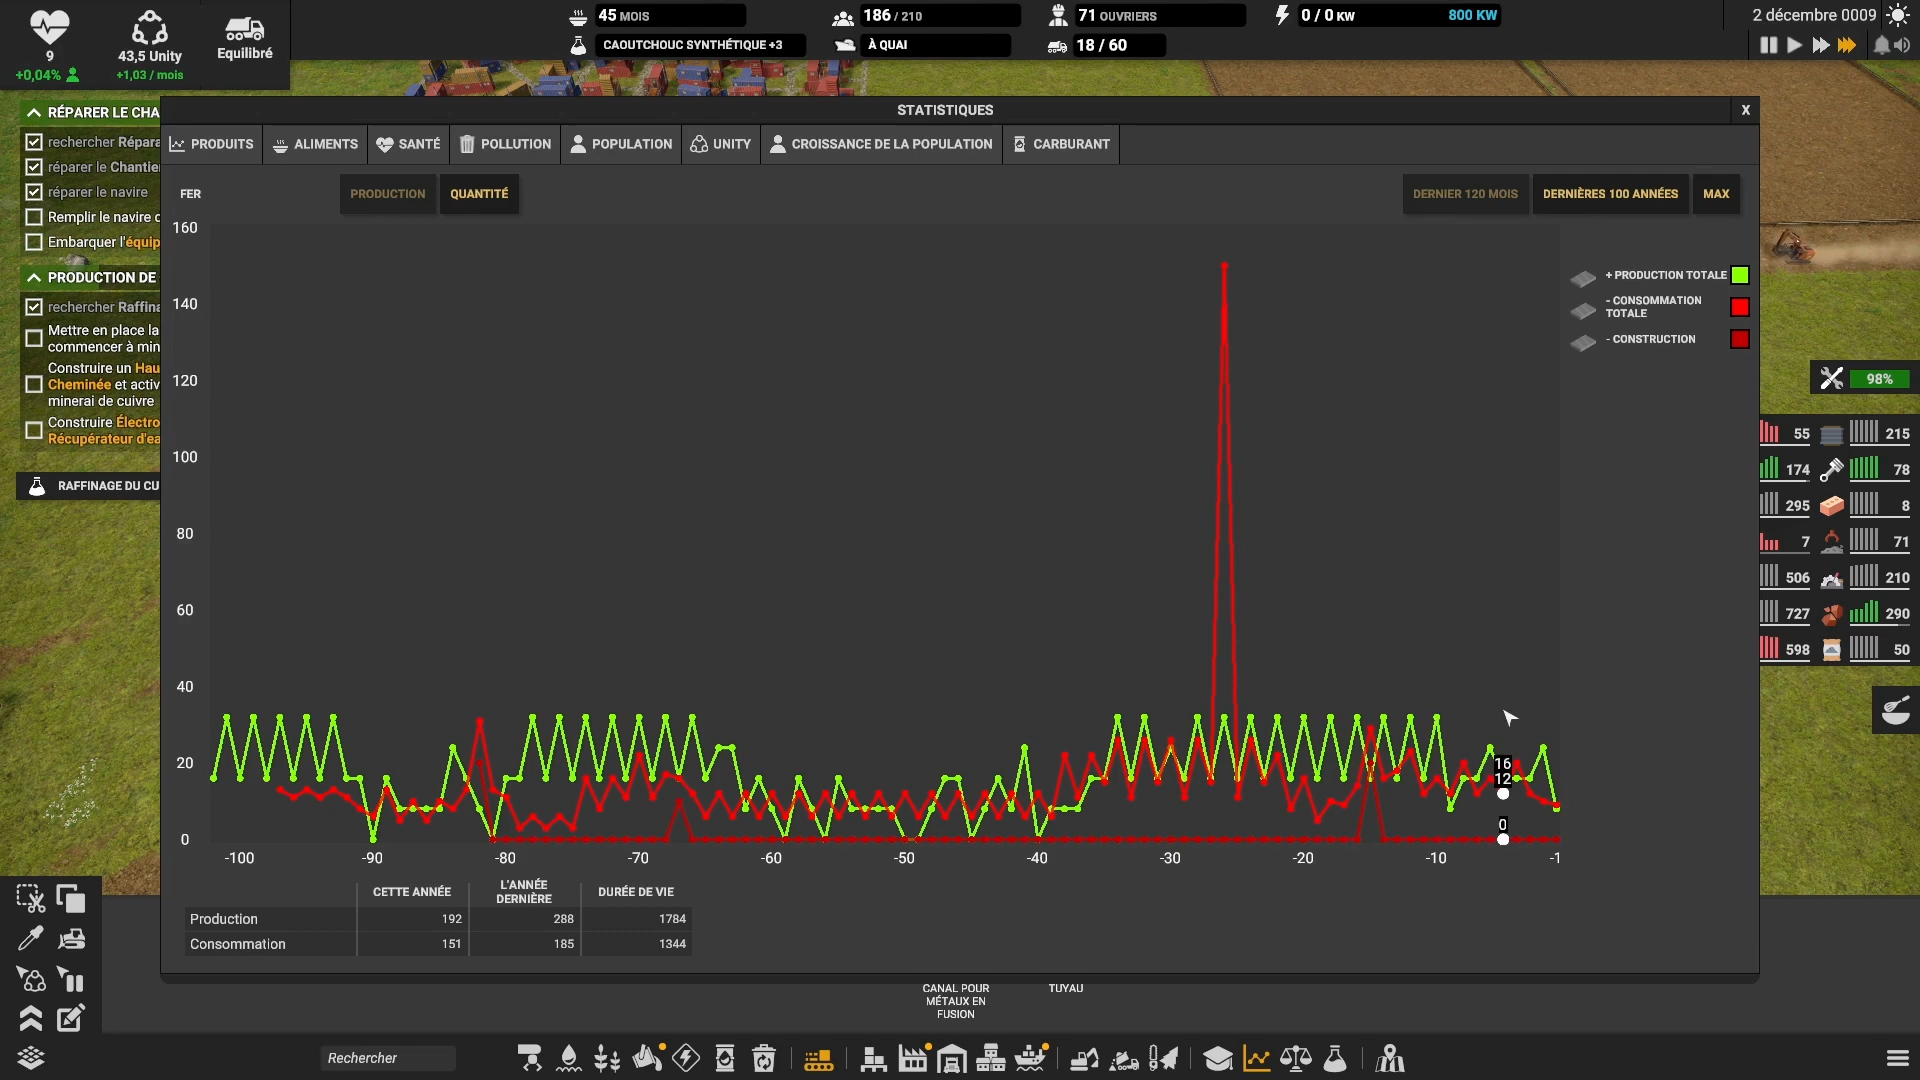 9
+0,04%
43,5 Unity
+1,03 / mois
Equilibré
45 MOIS
CAOUTCHOUC SYNTHÉTIQUE +3
186 / 210
À QUAI
71 OUVRIERS
18 / 60
0 / 0 KW
800 KW
2 décembre 0009
RÉPARER LE CHA
rechercher Répara
réparer le Chantie
réparer le navire
Remplir le navire
Embarquer l'équip
PRODUCTION DE
rechercher Raffina
Mettre en place la
commencer à min
Construire un Hau
Cheminée et activ
minerai de cuivre
Construire Électro
Récupérateur d'ea
RAFFINAGE DU CU
STATISTIQUES
X
PRODUITS
ALIMENTS
SANTÉ
POLLUTION
POPULATION
UNITY
CROISSANCE DE LA POPULATION
CARBURANT
FER
PRODUCTION
QUANTITÉ
DERNIER 120 MOIS
DERNIÈRES 100 ANNÉES
MAX
160
140
120
100
80
60
40
20
0
+ PRODUCTION TOTALE
- CONSOMMATION
TOTALE
- CONSTRUCTION
16
12
0
-100
-90
-80
-70
-60
-50
-40
-30
-20
-10
-1
CETTE ANNÉE
L'ANNÉE
DERNIÈRE
DURÉE DE VIE
Production 192 288 1784
Consommation 151 185 1344
98%
55 215
174 78
295 8
7 71
506 210
727 290
598 50
CANAL POUR
MÉTAUX EN
FUSION
TUYAU
Rechercher